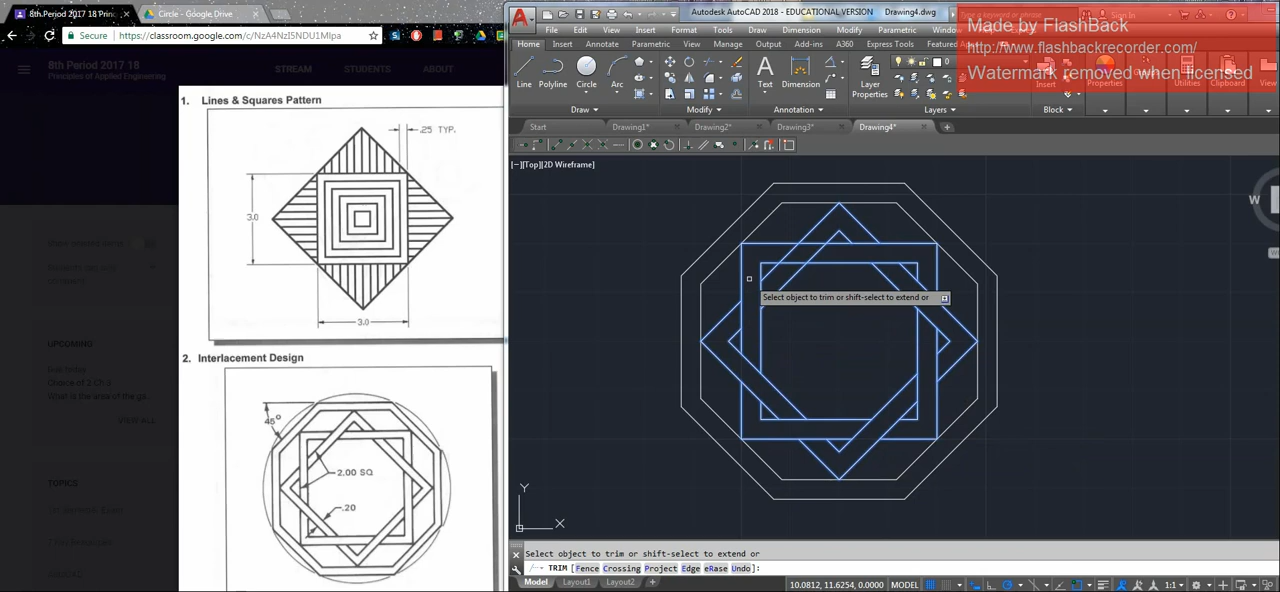 8th Period 2017 18 Prin
Circle - Google Drive
Secure
https://classroom.google.com/c/NzA4NzI5NDU1Mlpa
8th Period 2017 18
Principles of Applied Engineering
STREAM
STUDENTS
ABOUT
UPCOMING
VIEW ALL
TOPICS
1. Lines & Squares Pattern
.25 TYP.
3.0
3.0
2. Interlacement Design
45°
2.00 SQ
.20
Autodesk AutoCAD 2018 - EDUCATIONAL VERSION Drawing4.dwg
Sign In
File Edit View Insert Format Tools Draw Dimension Modify Parametric
Home Insert Annotate Parametric View Manage Output Add-ins A360 Express Tools Featured
Made by FlashBack
http://www.flashbackrecorder.com/
Watermark removed when licensed
Line Polyline Circle Arc
Text Dimension
Layer Properties
0
Insert
Properties
Utilities
Clipboard
Draw
Modify
Annotation
Layers
Block
Start Drawing1* Drawing2* Drawing3* Drawing4*
[−][Top][2D Wireframe]
W
Select object to trim or shift-select to extend or
Y
X
Select object to trim or shift-select to extend or
TRIM [Fence Crossing Project Edge eRase Undo]:
Model Layout1 Layout2
10.0812, 11.6254, 0.0000 MODEL
1:1